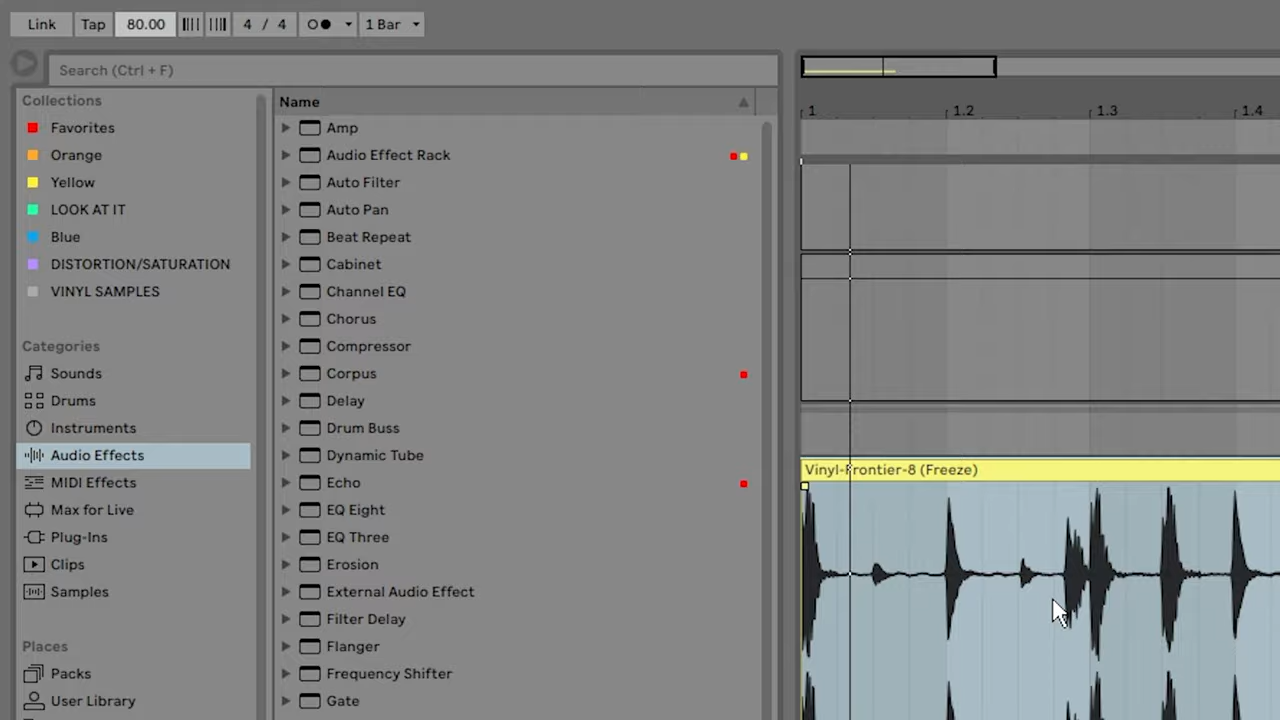 Link Tap 80.00 4 / 4 1 Bar
Search (Ctrl + F)
Collections
Favorites
Orange
Yellow
LOOK AT IT
Blue
DISTORTION/SATURATION
VINYL SAMPLES
Categories
Sounds
Drums
Instruments
Audio Effects
MIDI Effects
Max for Live
Plug-Ins
Clips
Samples
Places
Packs
User Library
Name
Amp
Audio Effect Rack
Auto Filter
Auto Pan
Beat Repeat
Cabinet
Channel EQ
Chorus
Compressor
Corpus
Delay
Drum Buss
Dynamic Tube
Echo
EQ Eight
EQ Three
Erosion
External Audio Effect
Filter Delay
Flanger
Frequency Shifter
Gate
1 1.2 1.3 1.4
Vinyl-Frontier-8 (Freeze)